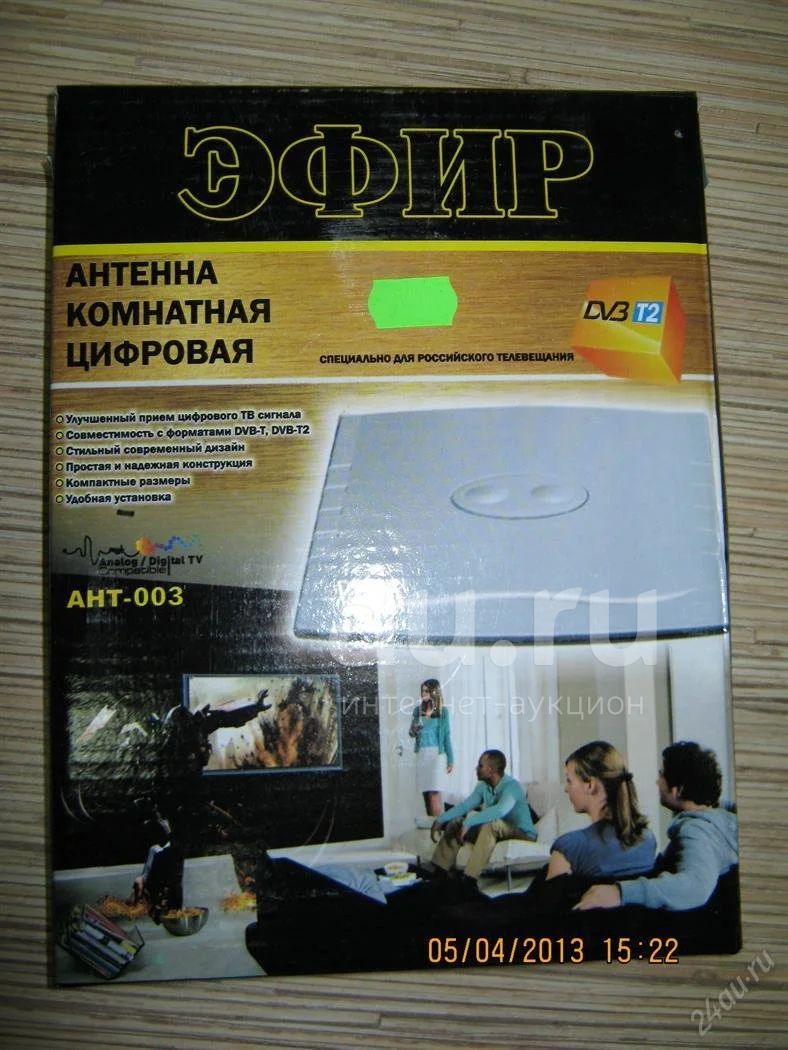 ЭФИР
АНТЕННА
КОМНАТНАЯ
ЦИФРОВАЯ
СПЕЦИАЛЬНО ДЛЯ РОССИЙСКОГО ТЕЛЕВЕЩАНИЯ
DVB T2
Улучшенный прием цифрового ТВ сигнала
Совместимость с форматами DVB-T, DVB-T2
Стильный современный дизайн
Простая и надежная конструкция
Компактные размеры
Удобная установка
Analog / Digital TV
Compatible
АНТ-003
au.ru
интернет-аукцион
05/04/2013 15:22
24au.ru